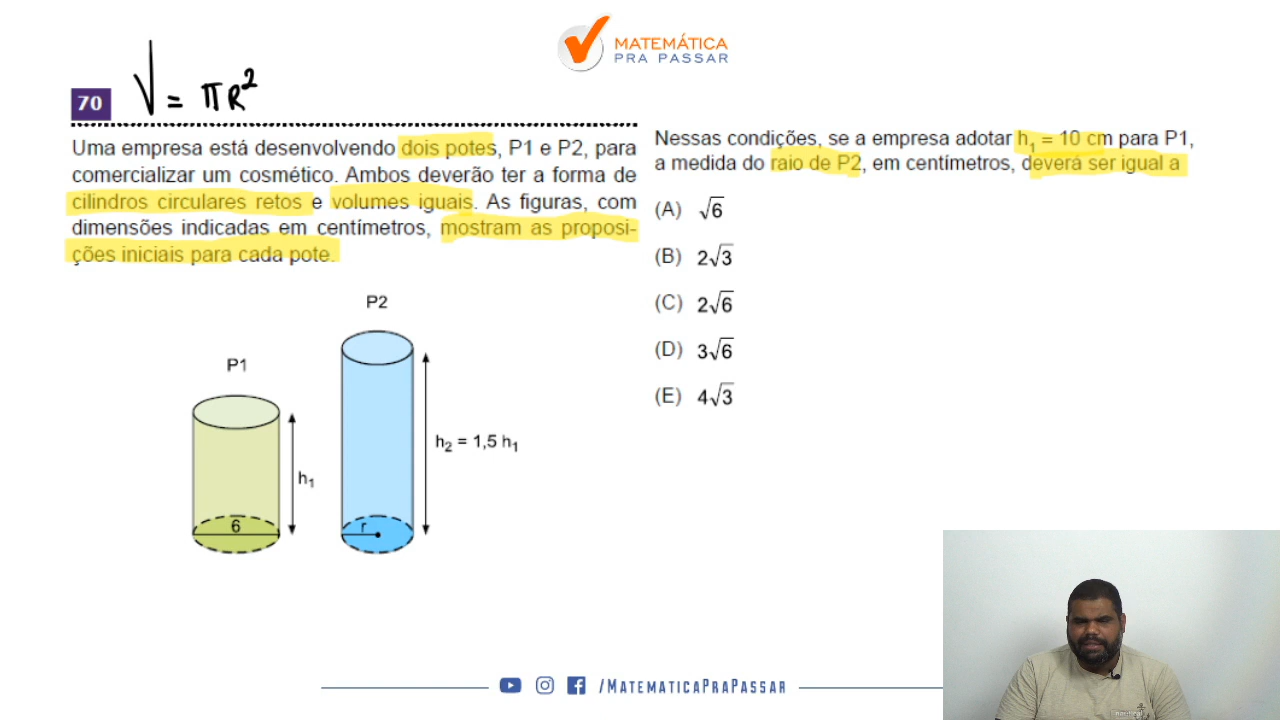 MATEMÁTICA
PRA PASSAR
70
V = πR²
Uma empresa está desenvolvendo dois potes, P1 e P2, para
comercializar um cosmético. Ambos deverão ter a forma de
cilindros circulares retos e volumes iguais. As figuras, com
dimensões indicadas em centímetros, mostram as proposi-
ções iniciais para cada pote.
P2
P1
h₂ = 1,5 h₁
h₁
6
r
Nessas condições, se a empresa adotar h₁ = 10 cm para P1,
a medida do raio de P2, em centímetros, deverá ser igual a
(A) √6
(B) 2√3
(C) 2√6
(D) 3√6
(E) 4√3
/MATEMATICAPRAPASSAR